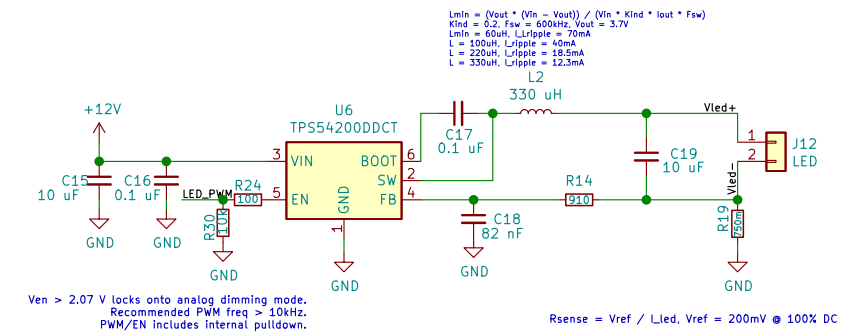 Lmin = (Vout * (Vin - Vout)) / (Vin * Kind * Iout * Fsw)
Kind = 0.2, Fsw = 600kHz, Vout = 3.7V
Lmin = 60uH, I_Lripple = 70mA
L = 100uH, I_ripple = 40mA
L = 220uH, I_ripple = 18.5mA
L = 330uH, I_ripple = 12.3mA
L2
330 uH
+12V
U6
TPS54200DDCT
C17
0.1 uF
Vled+
1
2
J12
LED
3
VIN
BOOT
6
SW
2
5
EN
FB
4
GND
1
C15
10 uF
C16
0.1 uF
LED_PWM
R24
100
R30
10k
R14
910
C19
10 uF
Vled-
R19
750m
C18
82 nF
GND
GND
GND
GND
GND
GND
Ven > 2.07 V locks onto analog dimming mode.
Recommended PWM freq > 10kHz.
PWM/EN includes internal pulldown.
Rsense = Vref / I_led, Vref = 200mV @ 100% DC